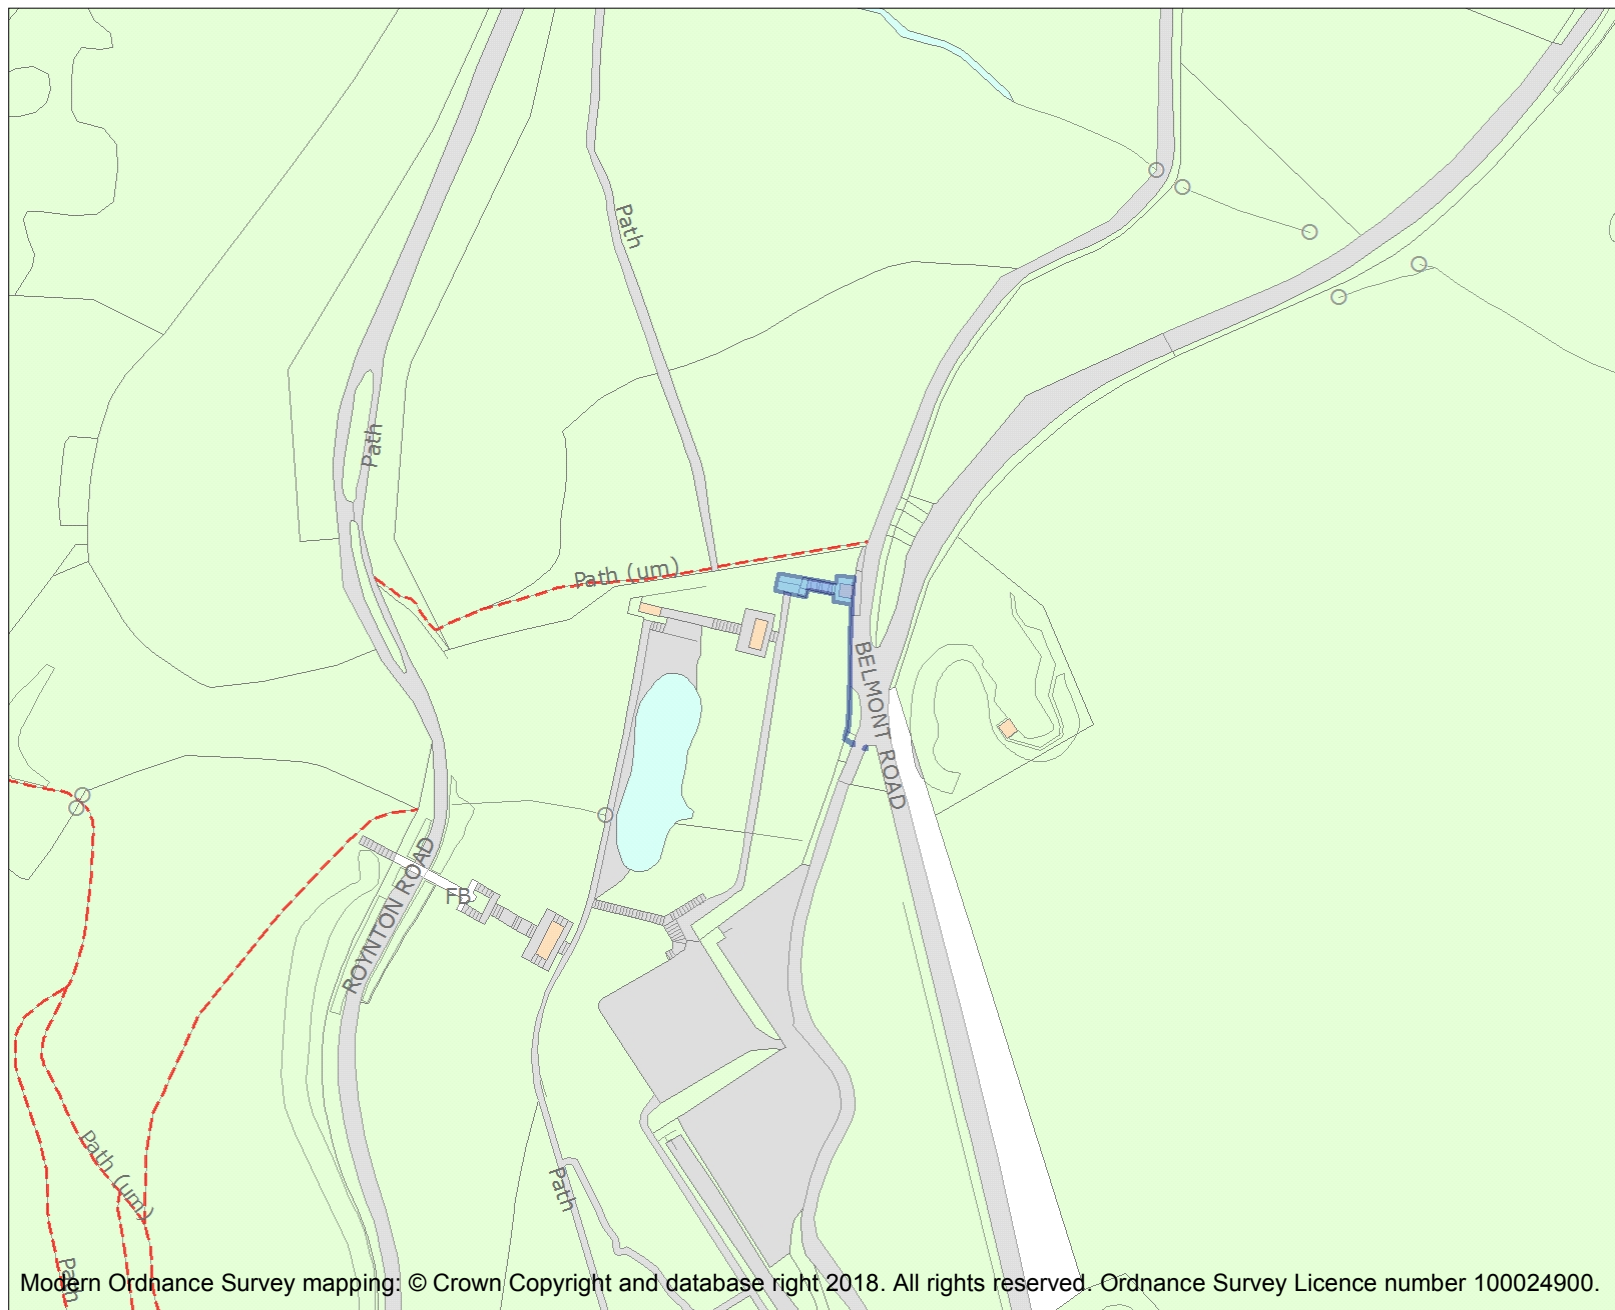 Path
Path
Path (um)
BELMONT ROAD
ROYNTON ROAD
FB
Path (um)
Path
Path
Modern Ordnance Survey mapping: © Crown Copyright and database right 2018. All rights reserved. Ordnance Survey Licence number 100024900.